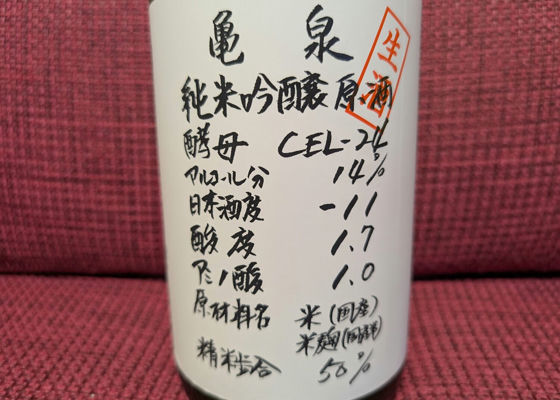 亀 泉
生酒
純米吟醸原酒
酵母 CEL-24
アルコール分 14%
日本酒度 -11
酸度 1.7
アミノ酸 1.0
原材料名 米(国産)
米麹(国産米)
精米歩合 50%